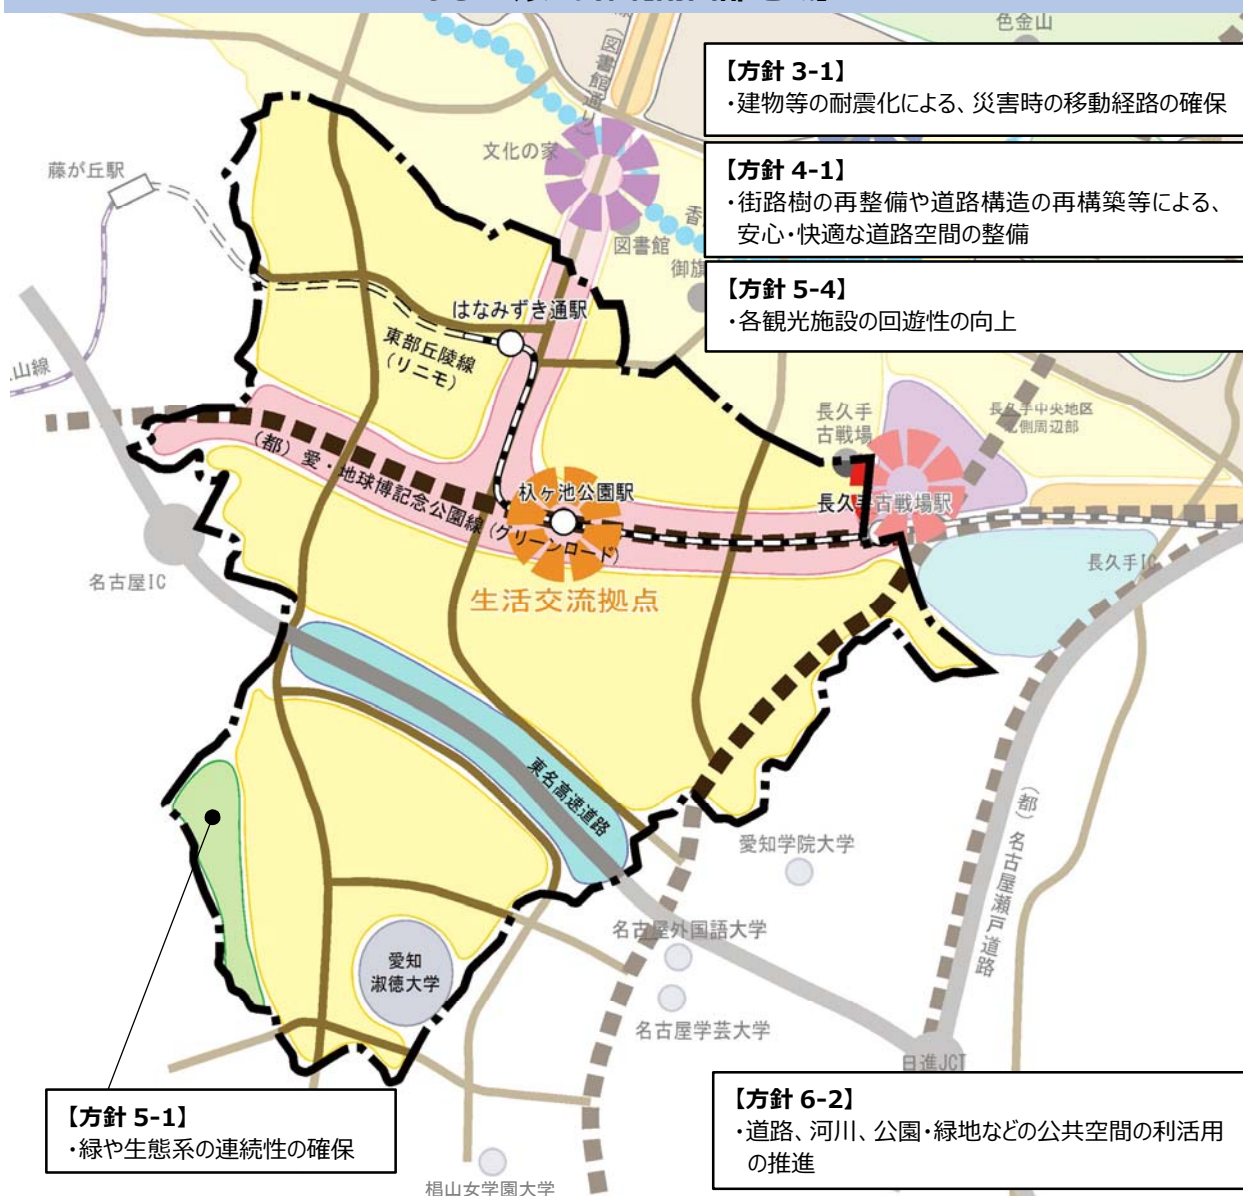 色金山
(図書館通り)
【方針 3-1】
・建物等の耐震化による、災害時の移動経路の確保
文化の家
藤が丘駅
【方針 4-1】
・街路樹の再整備や道路構造の再構築等による、
安心・快適な道路空間の整備
香
図書館
御旗
【方針 5-4】
・各観光施設の回遊性の向上
はなみずき通駅
東部丘陵線
(リニモ)
山線
長久手
古戦場
長久手中央地区
北側周辺部
(都) 愛・地球博記念公園線 (グリーンロード)
杁ヶ池公園駅
長久手古戦場駅
名古屋IC
長久手IC
生活交流拠点
東名高速道路
(都) 名古屋瀬戸道路
愛知学院大学
名古屋外国語大学
愛知
淑徳大学
名古屋学芸大学
日進JCT
【方針 5-1】
・緑や生態系の連続性の確保
【方針 6-2】
・道路、河川、公園・緑地などの公共空間の利活用
の推進
椙山女学園大学